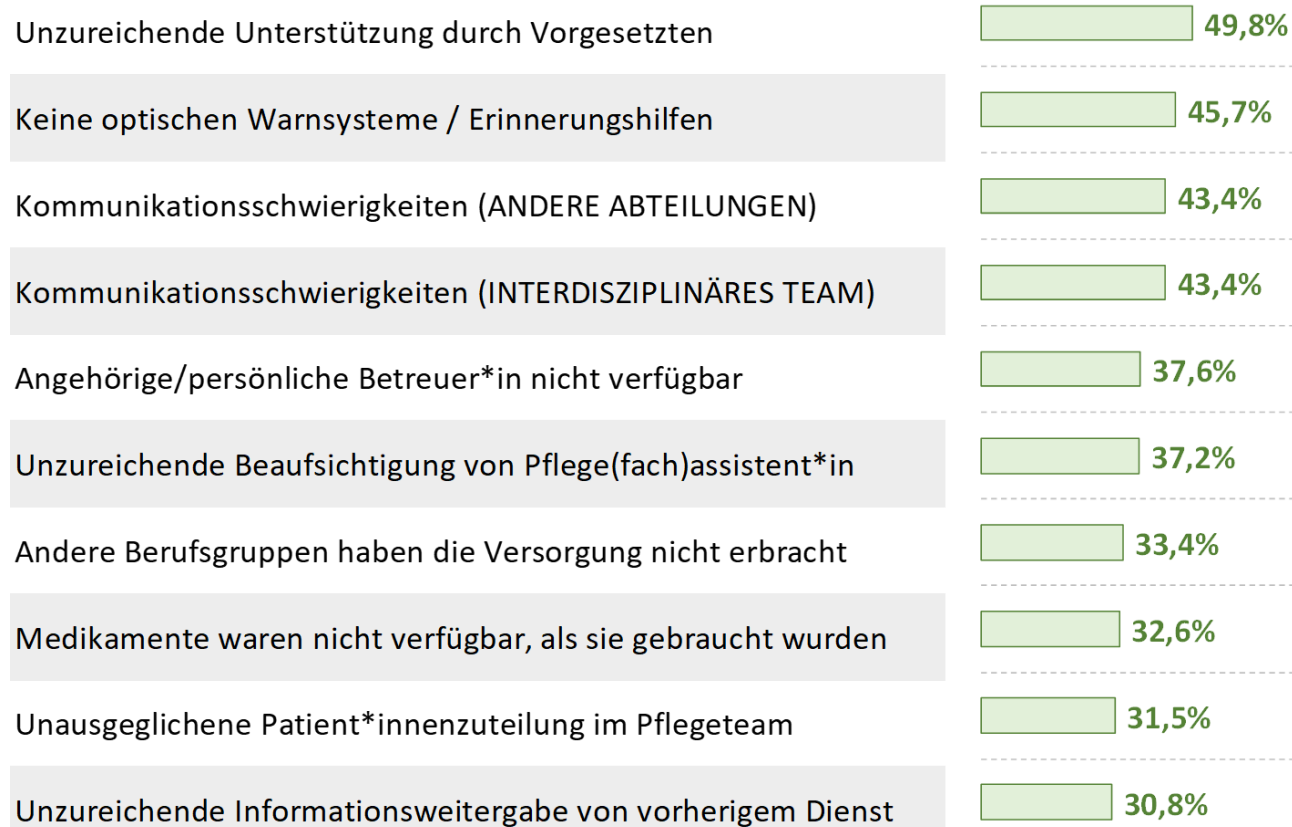 Unzureichende Unterstützung durch Vorgesetzten 49,8%
Keine optischen Warnsysteme / Erinnerungshilfen 45,7%
Kommunikationsschwierigkeiten (ANDERE ABTEILUNGEN) 43,4%
Kommunikationsschwierigkeiten (INTERDISZIPLINÄRES TEAM) 43,4%
Angehörige/persönliche Betreuer*in nicht verfügbar 37,6%
Unzureichende Beaufsichtigung von Pflege(fach)assistent*in 37,2%
Andere Berufsgruppen haben die Versorgung nicht erbracht 33,4%
Medikamente waren nicht verfügbar, als sie gebraucht wurden 32,6%
Unausgeglichene Patient*innenzuteilung im Pflegeteam 31,5%
Unzureichende Informationsweitergabe von vorherigem Dienst 30,8%